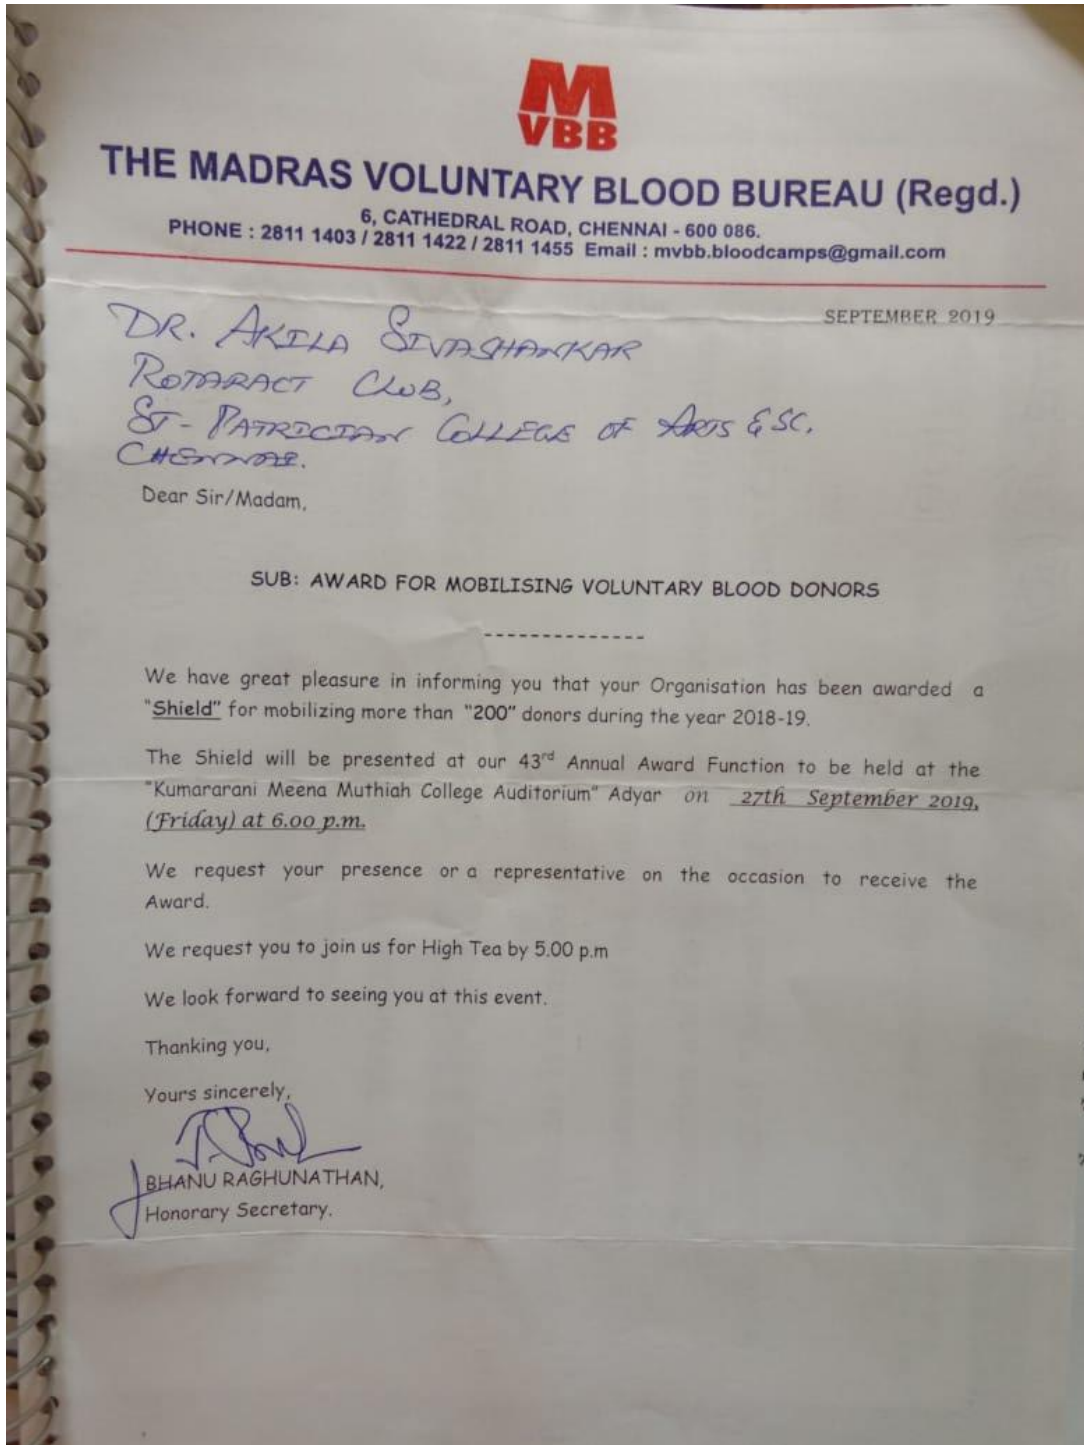 M
VBB
THE MADRAS VOLUNTARY BLOOD BUREAU (Regd.)
6, CATHEDRAL ROAD, CHENNAI - 600 086.
PHONE : 2811 1403 / 2811 1422 / 2811 1455 Email : mvbb.bloodcamps@gmail.com
SEPTEMBER 2019
DR. AKILA SIVASHANKAR
ROTARACT CLUB,
ST- PATRICIAN COLLEGE OF ARTS & SC,
CHENNAI.
Dear Sir/Madam,
SUB: AWARD FOR MOBILISING VOLUNTARY BLOOD DONORS
--------------
We have great pleasure in informing you that your Organisation has been awarded a
"Shield" for mobilizing more than "200" donors during the year 2018-19.
The Shield will be presented at our 43rd Annual Award Function to be held at the
"Kumararani Meena Muthiah College Auditorium" Adyar on 27th September 2019,
(Friday) at 6.00 p.m.
We request your presence or a representative on the occasion to receive the
Award.
We request you to join us for High Tea by 5.00 p.m
We look forward to seeing you at this event.
Thanking you,
Yours sincerely,
BHANU RAGHUNATHAN,
Honorary Secretary.